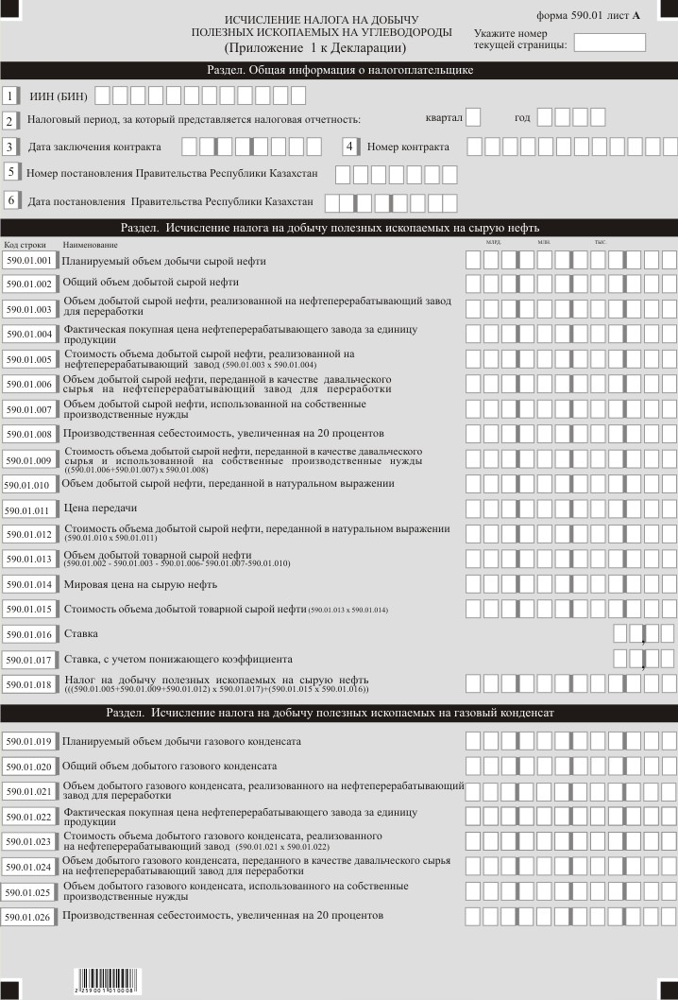 форма 590.01 лист А
ИСЧИСЛЕНИЕ НАЛОГА НА ДОБЫЧУ
ПОЛЕЗНЫХ ИСКОПАЕМЫХ НА УГЛЕВОДОРОДЫ
(Приложение 1 к Декларации)
Укажите номер
текущей страницы:
Раздел. Общая информация о налогоплательщике
1 ИИН (БИН)
2 Налоговый период, за который представляется налоговая отчетность: квартал год
3 Дата заключения контракта 4 Номер контракта
5 Номер постановления Правительства Республики Казахстан
6 Дата постановления Правительства Республики Казахстан
Раздел. Исчисление налога на добычу полезных ископаемых на сырую нефть
Код строки Наименование МЛРД. МЛН. ТЫС.
590.01.001 Планируемый объем добычи сырой нефти
590.01.002 Общий объем добытой сырой нефти
590.01.003 Объем добытой сырой нефти, реализованной на нефтеперерабатывающий завод
для переработки
590.01.004 Фактическая покупная цена нефтеперерабатывающего завода за единицу
продукции
590.01.005 Стоимость объема добытой сырой нефти, реализованной на
нефтеперерабатывающий завод (590.01.003 х 590.01.004)
590.01.006 Объем добытой сырой нефти, переданной в качестве давальческого
сырья на нефтеперерабатывающий завод для переработки
590.01.007 Объем добытой сырой нефти, использованной на собственные
производственные нужды
590.01.008 Производственная себестоимость, увеличенная на 20 процентов
590.01.009 Стоимость объема добытой сырой нефти, переданной в качестве давальческого
сырья и использованной на собственные производственные нужды
((590.01.006+590.01.007) х 590.01.008)
590.01.010 Объем добытой сырой нефти, переданной в натуральном выражении
590.01.011 Цена передачи
590.01.012 Стоимость объема добытой сырой нефти, переданной в натуральном выражении
(590.01.010 х 590.01.011)
590.01.013 Объем добытой товарной сырой нефти
(590.01.002 - 590.01.003 - 590.01.006- 590.01.007-590.01.010)
590.01.014 Мировая цена на сырую нефть
590.01.015 Стоимость объема добытой товарной сырой нефти (590.01.013 х 590.01.014)
590.01.016 Ставка ,
590.01.017 Ставка, с учетом понижающего коэффициента ,
590.01.018 Налог на добычу полезных ископаемых на сырую нефть
(((590.01.005+590.01.009+590.01.012) х 590.01.017)+(590.01.015 х 590.01.016))
Раздел. Исчисление налога на добычу полезных ископаемых на газовый конденсат
590.01.019 Планируемый объем добычи газового конденсата
590.01.020 Общий объем добытого газового конденсата
590.01.021 Объем добытого газового конденсата, реализованного на нефтеперерабатывающий
завод для переработки
590.01.022 Фактическая покупная цена нефтеперерабатывающего завода за единицу
продукции
590.01.023 Стоимость объема добытого газового конденсата, реализованного
на нефтеперерабатывающий завод (590.01.021 х 590.01.022)
590.01.024 Объем добытого газового конденсата, переданного в качестве давальческого сырья
на нефтеперерабатывающий завод для переработки
590.01.025 Объем добытого газового конденсата, использованного на собственные
производственные нужды
590.01.026 Производственная себестоимость, увеличенная на 20 процентов
2 259001 010008